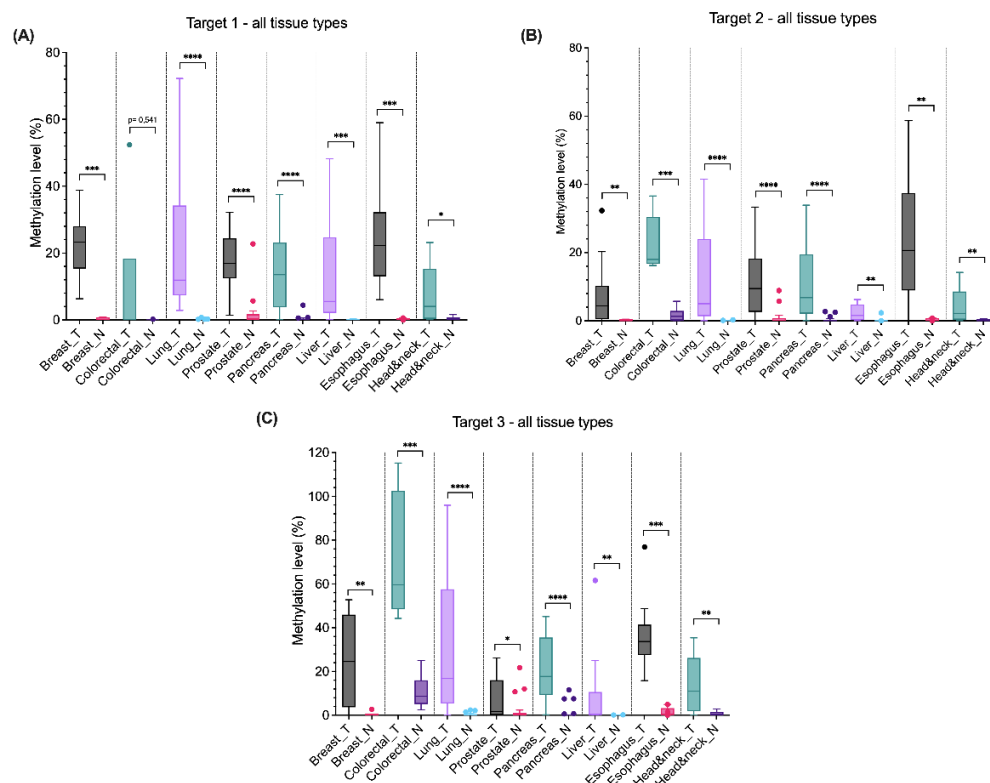 (A)
Target 1 - all tissue types
Methylation level (%)
80
60
40
20
0
***
p= 0,541
****
****
****
***
***
*
Breast_T
Breast_N
Colorectal_T
Colorectal_N
Lung_T
Lung_N
Prostate_T
Prostate_N
Pancreas_T
Pancreas_N
Liver_T
Liver_N
Esophagus_T
Esophagus_N
Head&neck_T
Head&neck_N
(B)
Target 2 - all tissue types
Methylation level (%)
80
60
40
20
0
**
***
****
****
****
**
**
**
Breast_T
Breast_N
Colorectal_T
Colorectal_N
Lung_T
Lung_N
Prostate_T
Prostate_N
Pancreas_T
Pancreas_N
Liver_T
Liver_N
Esophagus_T
Esophagus_N
Head&neck_T
Head&neck_N
(C)
Target 3 - all tissue types
Methylation level (%)
120
100
80
60
40
20
0
**
***
****
*
****
**
***
**
Breast_T
Breast_N
Colorectal_T
Colorectal_N
Lung_T
Lung_N
Prostate_T
Prostate_N
Pancreas_T
Pancreas_N
Liver_T
Liver_N
Esophagus_T
Esophagus_N
Head&neck_T
Head&neck_N